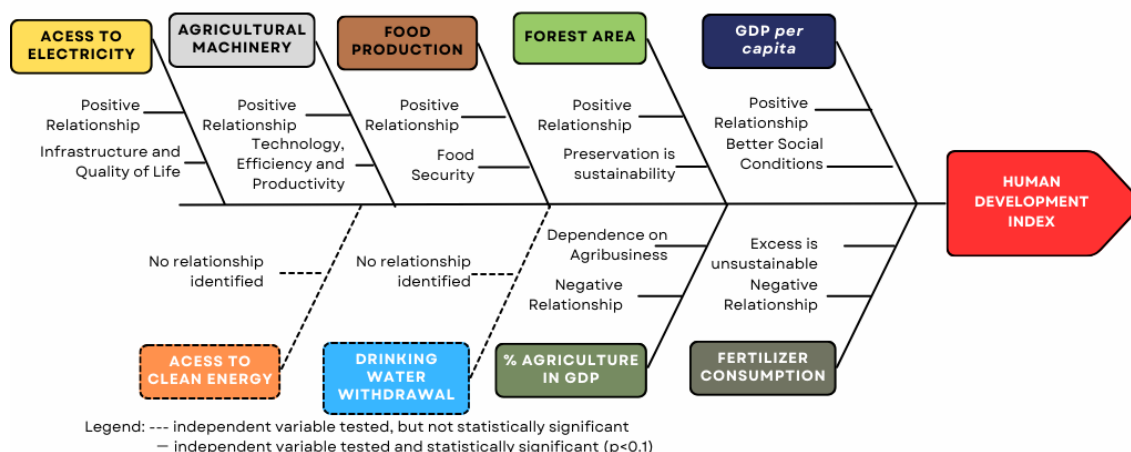 ACESS TO
ELECTRICITY
AGRICULTURAL
MACHINERY
FOOD
PRODUCTION
FOREST AREA
GDP per
capita
Positive
Relationship
Infrastructure and
Quality of Life
Positive
Relationship
Technology,
Efficiency and
Productivity
Positive
Relationship
Food
Security
Positive
Relationship
Preservation is
sustainability
Positive
Relationship
Better Social
Conditions
HUMAN
DEVELOPMENT
INDEX
No relationship
identified
No relationship
identified
Dependence on
Agribusiness
Negative
Relationship
Excess is
unsustainable
Negative
Relationship
ACESS TO
CLEAN ENERGY
DRINKING
WATER
WITHDRAWAL
% AGRICULTURE
IN GDP
FERTILIZER
CONSUMPTION
Legend: --- independent variable tested, but not statistically significant
— independent variable tested and statistically significant (p<0.1)